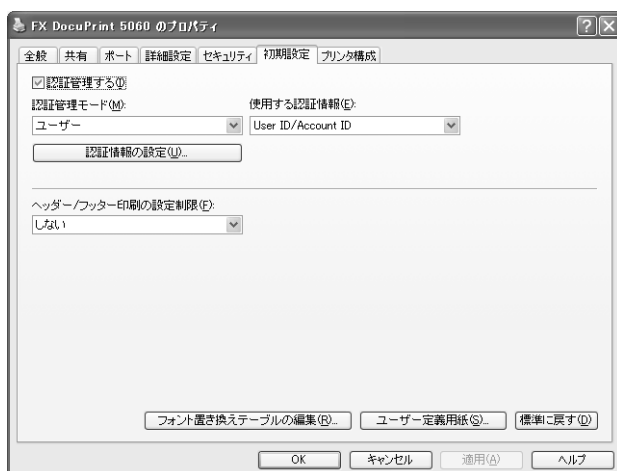 FX DocuPrint 5060 のプロパティ
全般 共有 ポート 詳細設定 セキュリティ 初期設定 プリンタ構成
認証管理する(I)
認証管理モード(M): 使用する認証情報(E):
ユーザー User ID/Account ID
認証情報の設定(U)...
ヘッダー/フッター印刷の設定制限(F):
しない
フォント置き換えテーブルの編集(R)... ユーザー定義用紙(S)... 標準に戻す(D)
OK キャンセル 適用(A) ヘルプ